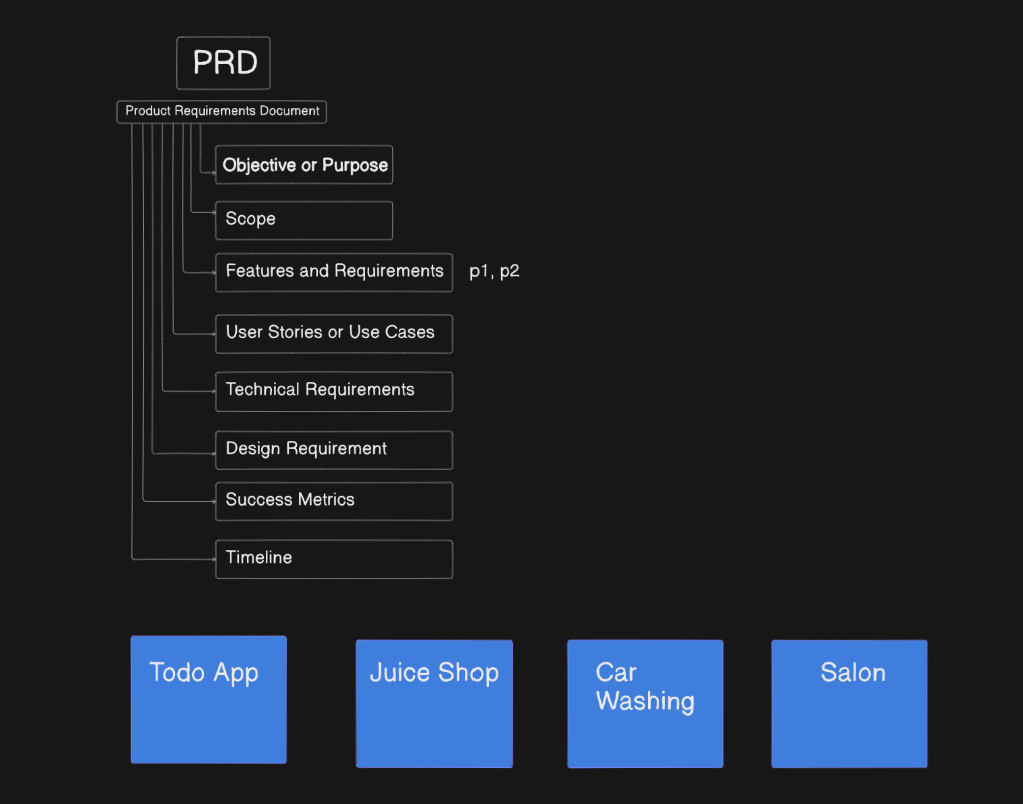 PRD
Product Requirements Document
Objective or Purpose
Scope
Features and Requirements
p1, p2
User Stories or Use Cases
Technical Requirements
Design Requirement
Success Metrics
Timeline
Todo App
Juice Shop
Car
Washing
Salon